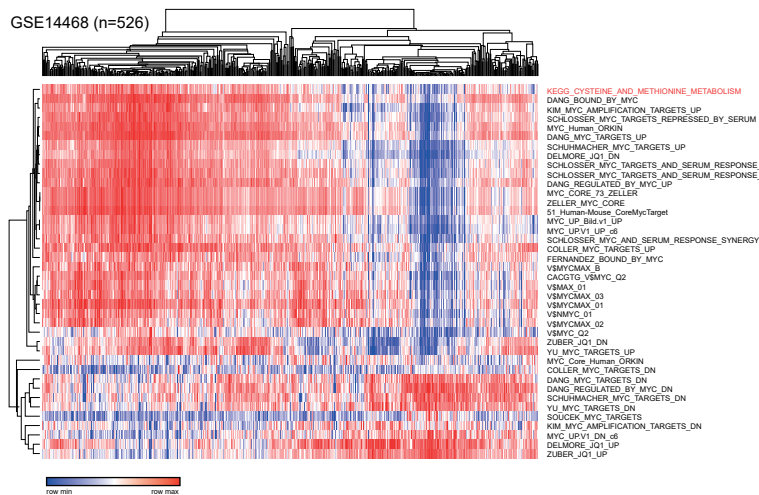 GSE14468 (n=526)
KEGG_CYSTEINE_AND_METHIONINE_METABOLISM
DANG_BOUND_BY_MYC
KIM_MYC_AMPLIFICATION_TARGETS_UP
SCHLOSSER_MYC_TARGETS_REPRESSED_BY_SERUM
MYC_Human_ORKIN
DANG_MYC_TARGETS_UP
SCHUHMACHER_MYC_TARGETS_UP
DELMORE_JQ1_DN
SCHLOSSER_MYC_TARGETS_AND_SERUM_RESPONSE_
SCHLOSSER_MYC_TARGETS_AND_SERUM_RESPONSE_
DANG_REGULATED_BY_MYC_UP
MYC_CORE_73_ZELLER
ZELLER_MYC_CORE
51_Human-Mouse_CoreMycTarget
MYC_UP_Bild.v1_UP
MYC_UP.V1_UP_c6
SCHLOSSER_MYC_AND_SERUM_RESPONSE_SYNERGY
COLLER_MYC_TARGETS_UP
FERNANDEZ_BOUND_BY_MYC
V$MYCMAX_B
CACGTG_V$MYC_Q2
V$MAX_01
V$MYCMAX_03
V$MYCMAX_01
V$NMYC_01
V$MYCMAX_02
V$MYC_Q2
ZUBER_JQ1_DN
YU_MYC_TARGETS_UP
MYC_Core_Human_ORKIN
COLLER_MYC_TARGETS_DN
DANG_MYC_TARGETS_DN
DANG_REGULATED_BY_MYC_DN
SCHUHMACHER_MYC_TARGETS_DN
YU_MYC_TARGETS_DN
SOUCEK_MYC_TARGETS
KIM_MYC_AMPLIFICATION_TARGETS_DN
MYC_UP.V1_DN_c6
DELMORE_JQ1_UP
ZUBER_JQ1_UP
row min row max